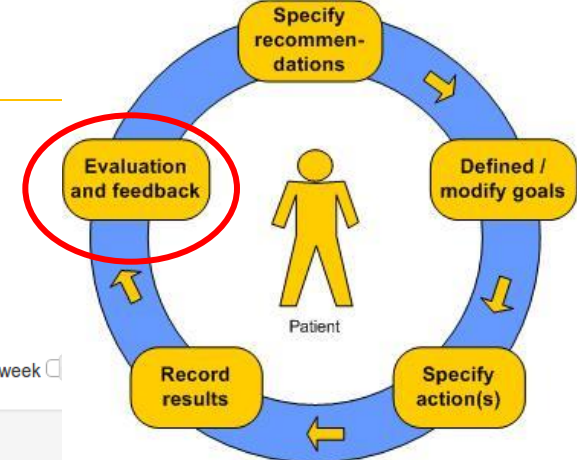 Specify
recommen-
dations
Evaluation
and feedback
Defined /
modify goals
Patient
week
Record
results
Specify
action(s)